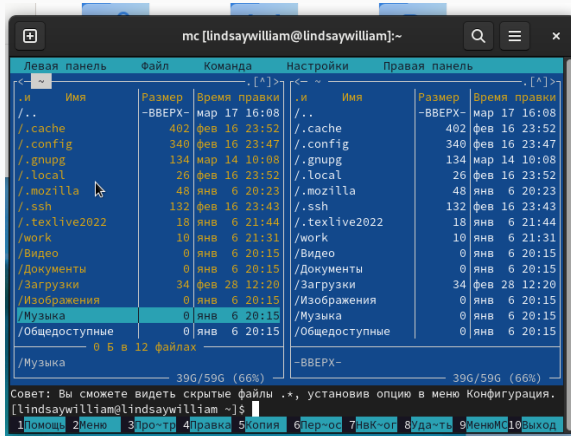 mc [lindsaywilliam@lindsaywilliam]:~
Левая панель Файл Команда Настройки Правая панель
<- ~ .[^]> <- ~ .[^]>
.и Имя Размер Время правки .и Имя Размер Время правки
/.. -ВВЕРХ- мар 17 16:08 /.. -ВВЕРХ- мар 17 16:08
/.cache 402 фев 16 23:52 /.cache 402 фев 16 23:52
/.config 340 фев 16 23:47 /.config 340 фев 16 23:47
/.gnupg 134 мар 14 10:08 /.gnupg 134 мар 14 10:08
/.local 26 фев 16 23:52 /.local 26 фев 16 23:52
/.mozilla 48 янв 6 20:23 /.mozilla 48 янв 6 20:23
/.ssh 132 фев 16 23:43 /.ssh 132 фев 16 23:43
/.texlive2022 18 янв 6 21:44 /.texlive2022 18 янв 6 21:44
/work 10 янв 6 21:31 /work 10 янв 6 21:31
/Видео 0 янв 6 20:15 /Видео 0 янв 6 20:15
/Документы 0 янв 6 20:15 /Документы 0 янв 6 20:15
/Загрузки 34 фев 28 12:20 /Загрузки 34 фев 28 12:20
/Изображения 0 янв 6 20:15 /Изображения 0 янв 6 20:15
/Музыка 0 янв 6 20:15 /Музыка 0 янв 6 20:15
/Общедоступные 0 янв 6 20:15 /Общедоступные 0 янв 6 20:15
0 Б в 12 файлах
/Музыка -ВВЕРХ-
39G/59G (66%) 39G/59G (66%)
Совет: Вы сможете видеть скрытые файлы .*, установив опцию в меню Конфигурация.
[lindsaywilliam@lindsaywilliam ~]$
1Помощь 2Меню 3Про~тр 4Правка 5Копия 6Пер~ос 7НвК~ог 8Уда~ть 9МенюMC 10Выход